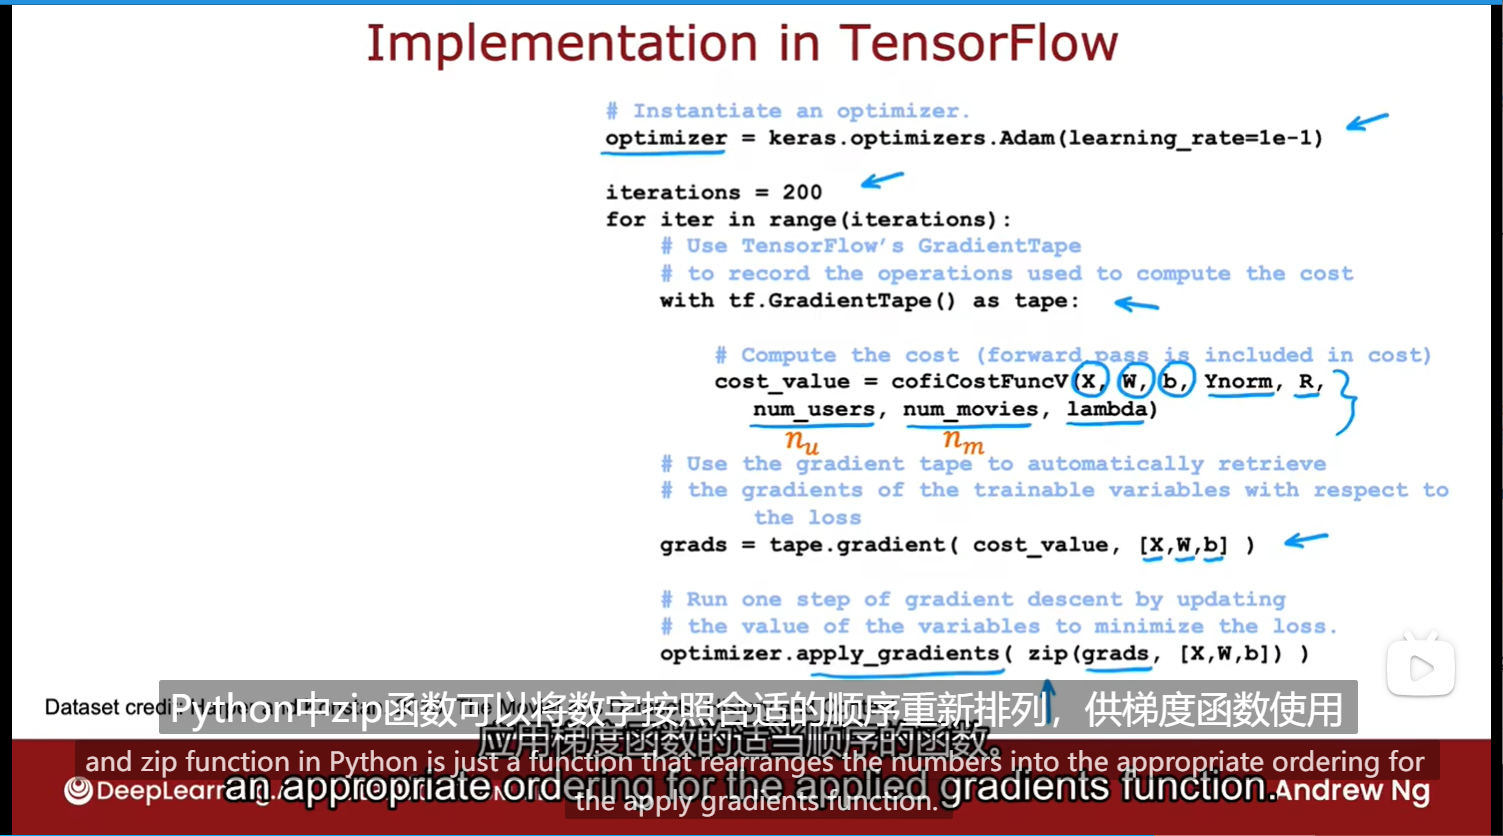 Implementation in TensorFlow
# Instantiate an optimizer.
optimizer = keras.optimizers.Adam(learning_rate=1e-1)
iterations = 200
for iter in range(iterations):
# Use TensorFlow's GradientTape
# to record the operations used to compute the cost
with tf.GradientTape() as tape:
# Compute the cost (forward pass is included in cost)
cost_value = cofiCostFuncV(X, W, b, Ynorm, R,
num_users, num_movies, lambda)
nu nm
# Use the gradient tape to automatically retrieve
# the gradients of the trainable variables with respect to
the loss
grads = tape.gradient( cost_value, [X,W,b] )
# Run one step of gradient descent by updating
# the value of the variables to minimize the loss.
optimizer.apply_gradients( zip(grads, [X,W,b]) )
Dataset credit:
Python中zip函数可以将数字按照合适的顺序重新排列，供梯度函数使用
应用梯度函数的适当顺序的函数。
and zip function in Python is just a function that rearranges the numbers into the appropriate ordering for
the apply gradients function.
an appropriate ordering for the applied gradients function.
DeepLearning.
Andrew Ng